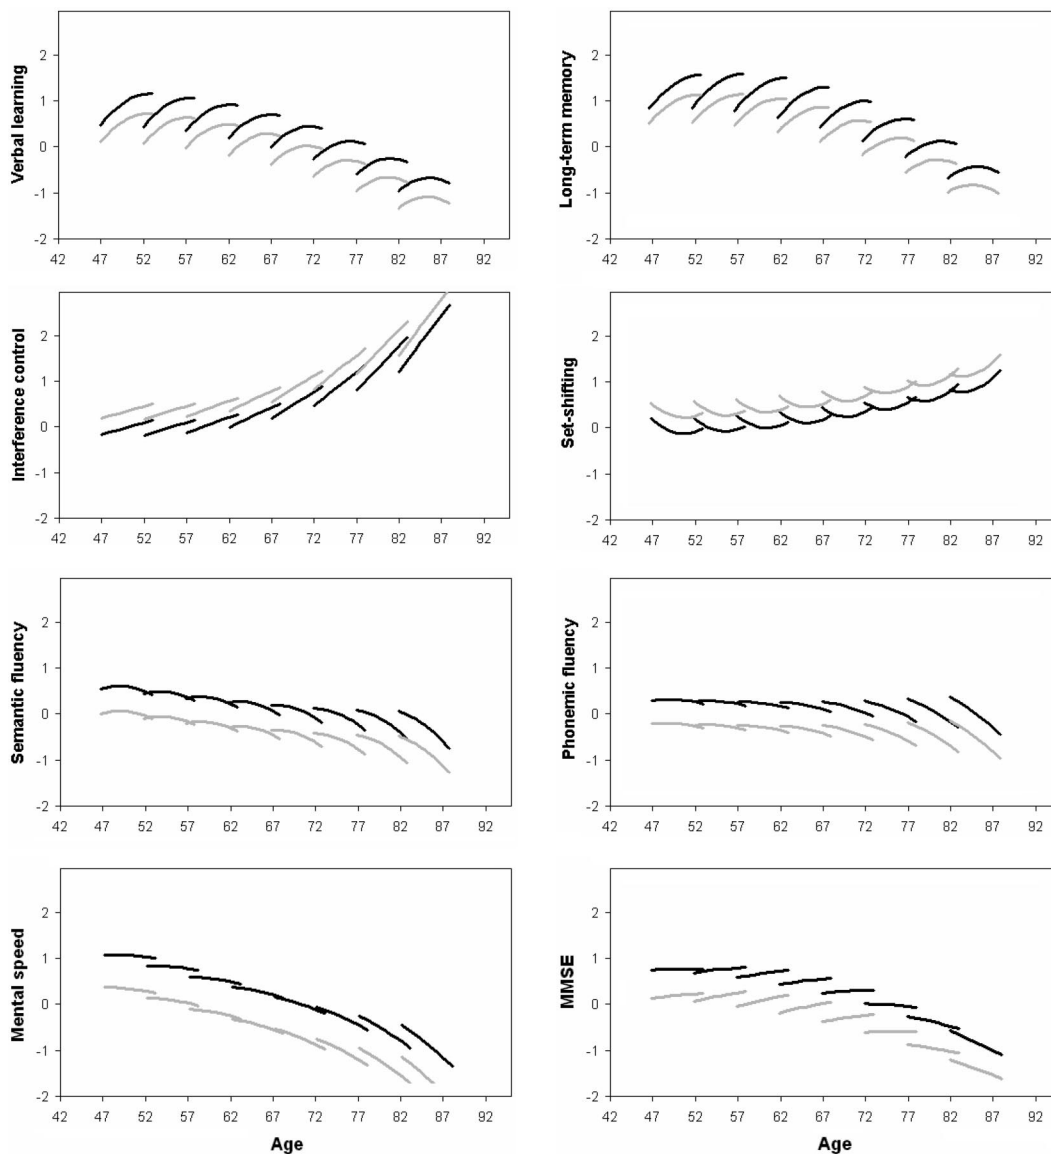 Verbal learning
2
1
0
-1
-2
42 47 52 57 62 67 72 77 82 87 92
Long-term memory
2
1
0
-1
-2
42 47 52 57 62 67 72 77 82 87 92
Interference control
2
1
0
-1
-2
42 47 52 57 62 67 72 77 82 87 92
Set-shifting
2
1
0
-1
-2
42 47 52 57 62 67 72 77 82 87 92
Semantic fluency
2
1
0
-1
-2
42 47 52 57 62 67 72 77 82 87 92
Phonemic fluency
2
1
0
-1
-2
42 47 52 57 62 67 72 77 82 87 92
Mental speed
2
1
0
-1
-2
42 47 52 57 62 67 72 77 82 87 92
Age
MMSE
2
1
0
-1
-2
42 47 52 57 62 67 72 77 82 87 92
Age